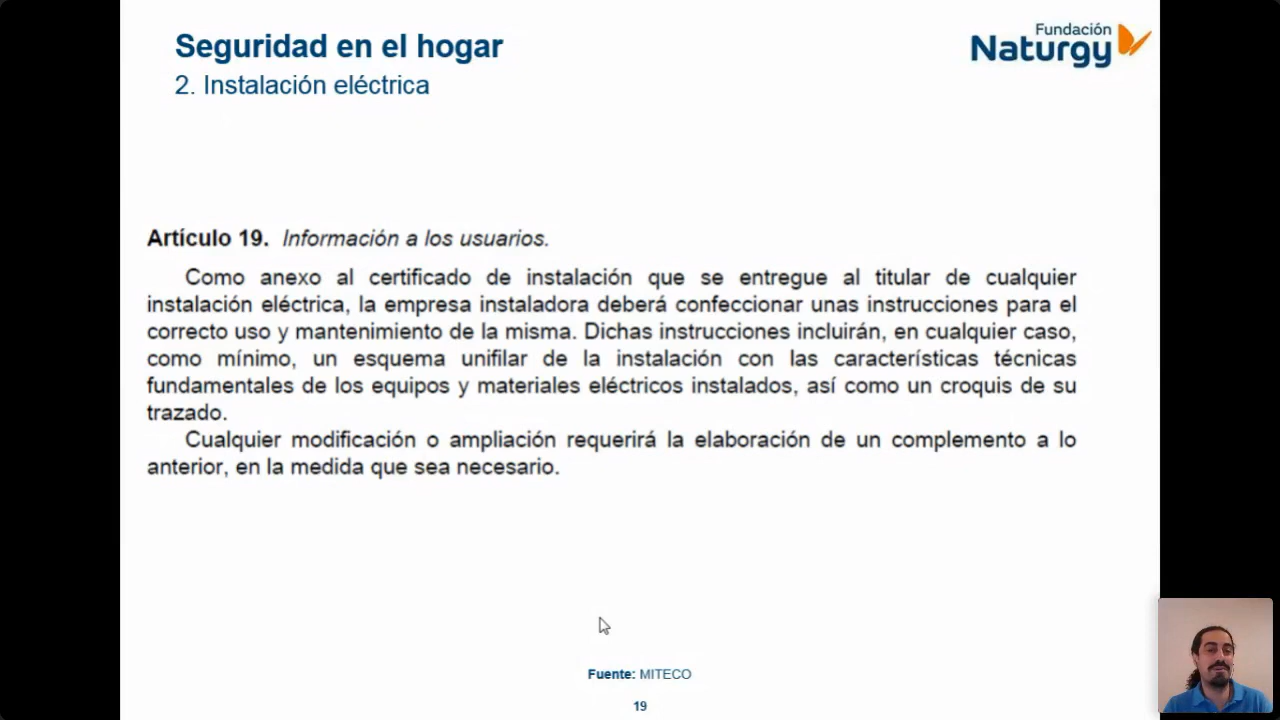 Seguridad en el hogar
2. Instalación eléctrica
Fundación
Naturgy
Artículo 19. Información a los usuarios.
Como anexo al certificado de instalación que se entregue al titular de cualquier
instalación eléctrica, la empresa instaladora deberá confeccionar unas instrucciones para el
correcto uso y mantenimiento de la misma. Dichas instrucciones incluirán, en cualquier caso,
como mínimo, un esquema unifilar de la instalación con las características técnicas
fundamentales de los equipos y materiales eléctricos instalados, así como un croquis de su
trazado.
Cualquier modificación o ampliación requerirá la elaboración de un complemento a lo
anterior, en la medida que sea necesario.
Fuente: MITECO
19